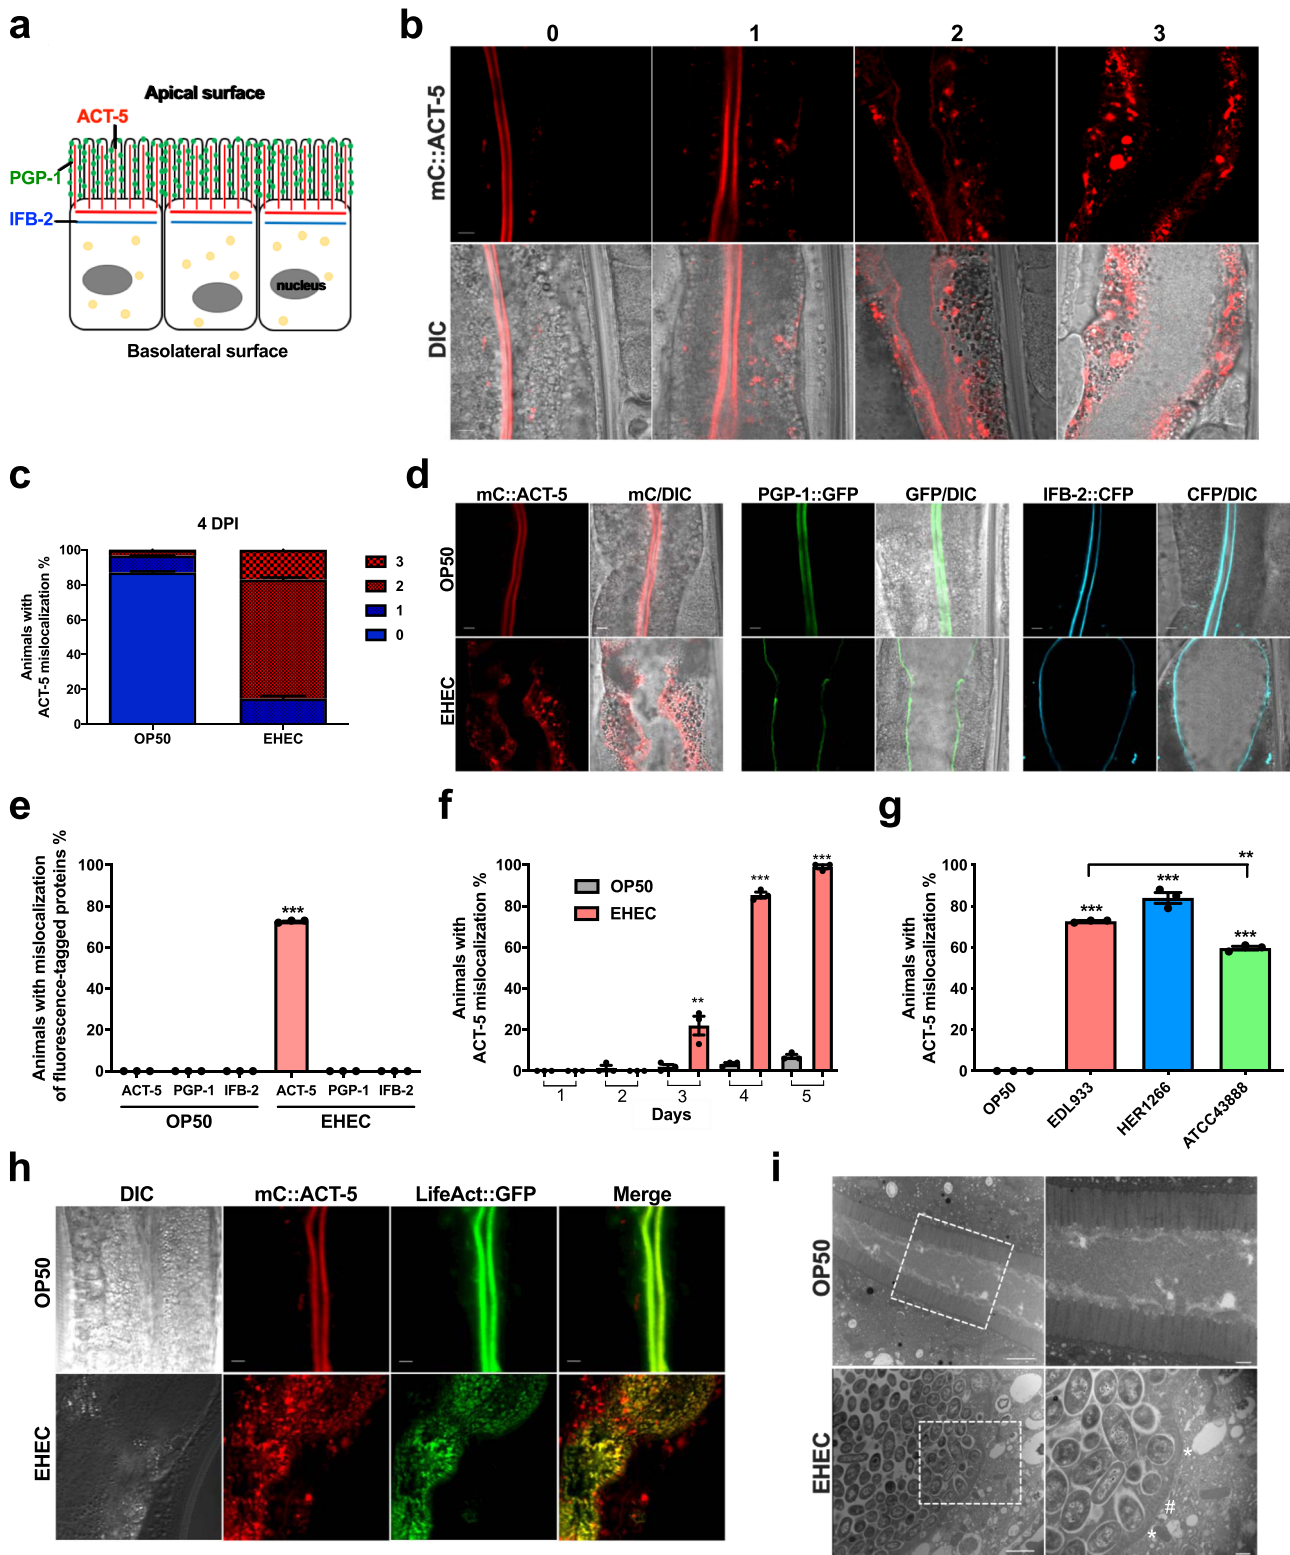 a
Apical surface
ACT-5
PGP-1
IFB-2
nucleus
Basolateral surface
b
0 1 2 3
mC::ACT-5
DIC
c
4 DPI
Animals with
ACT-5 mislocalization %
100
80
60
40
20
0
OP50 EHEC
3
2
1
0
d
mC::ACT-5 mC/DIC PGP-1::GFP GFP/DIC IFB-2::CFP CFP/DIC
OP50
EHEC
e
Animals with mislocalization
of fluorescence-tagged proteins %
100
80
60
40
20
0
***
ACT-5 PGP-1 IFB-2 ACT-5 PGP-1 IFB-2
OP50 EHEC
f
Animals with
ACT-5 mislocalization %
100
80
60
40
20
0
OP50
EHEC
** *** ***
1 2 3 4 5
Days
g
Animals with
ACT-5 mislocalization %
100
80
60
40
20
0
**
*** *** ***
OP50 EDL933 HER1266 ATCC43888
h
DIC mC::ACT-5 LifeAct::GFP Merge
OP50
EHEC
i
OP50
EHEC
*
#
*